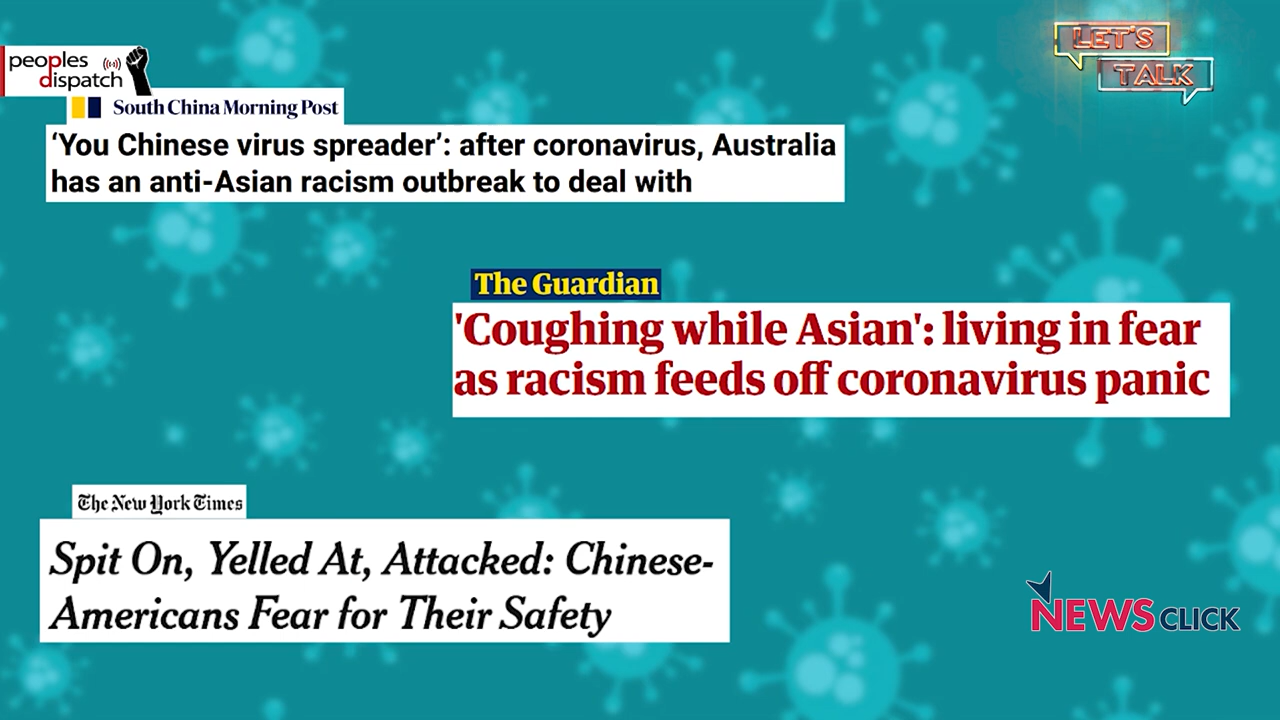 peoples
dispatch
LET'S
TALK
South China Morning Post
‘You Chinese virus spreader’: after coronavirus, Australia
has an anti-Asian racism outbreak to deal with
The Guardian
'Coughing while Asian': living in fear
as racism feeds off coronavirus panic
The New York Times
Spit On, Yelled At, Attacked: Chinese-
Americans Fear for Their Safety
NEWSCLICK